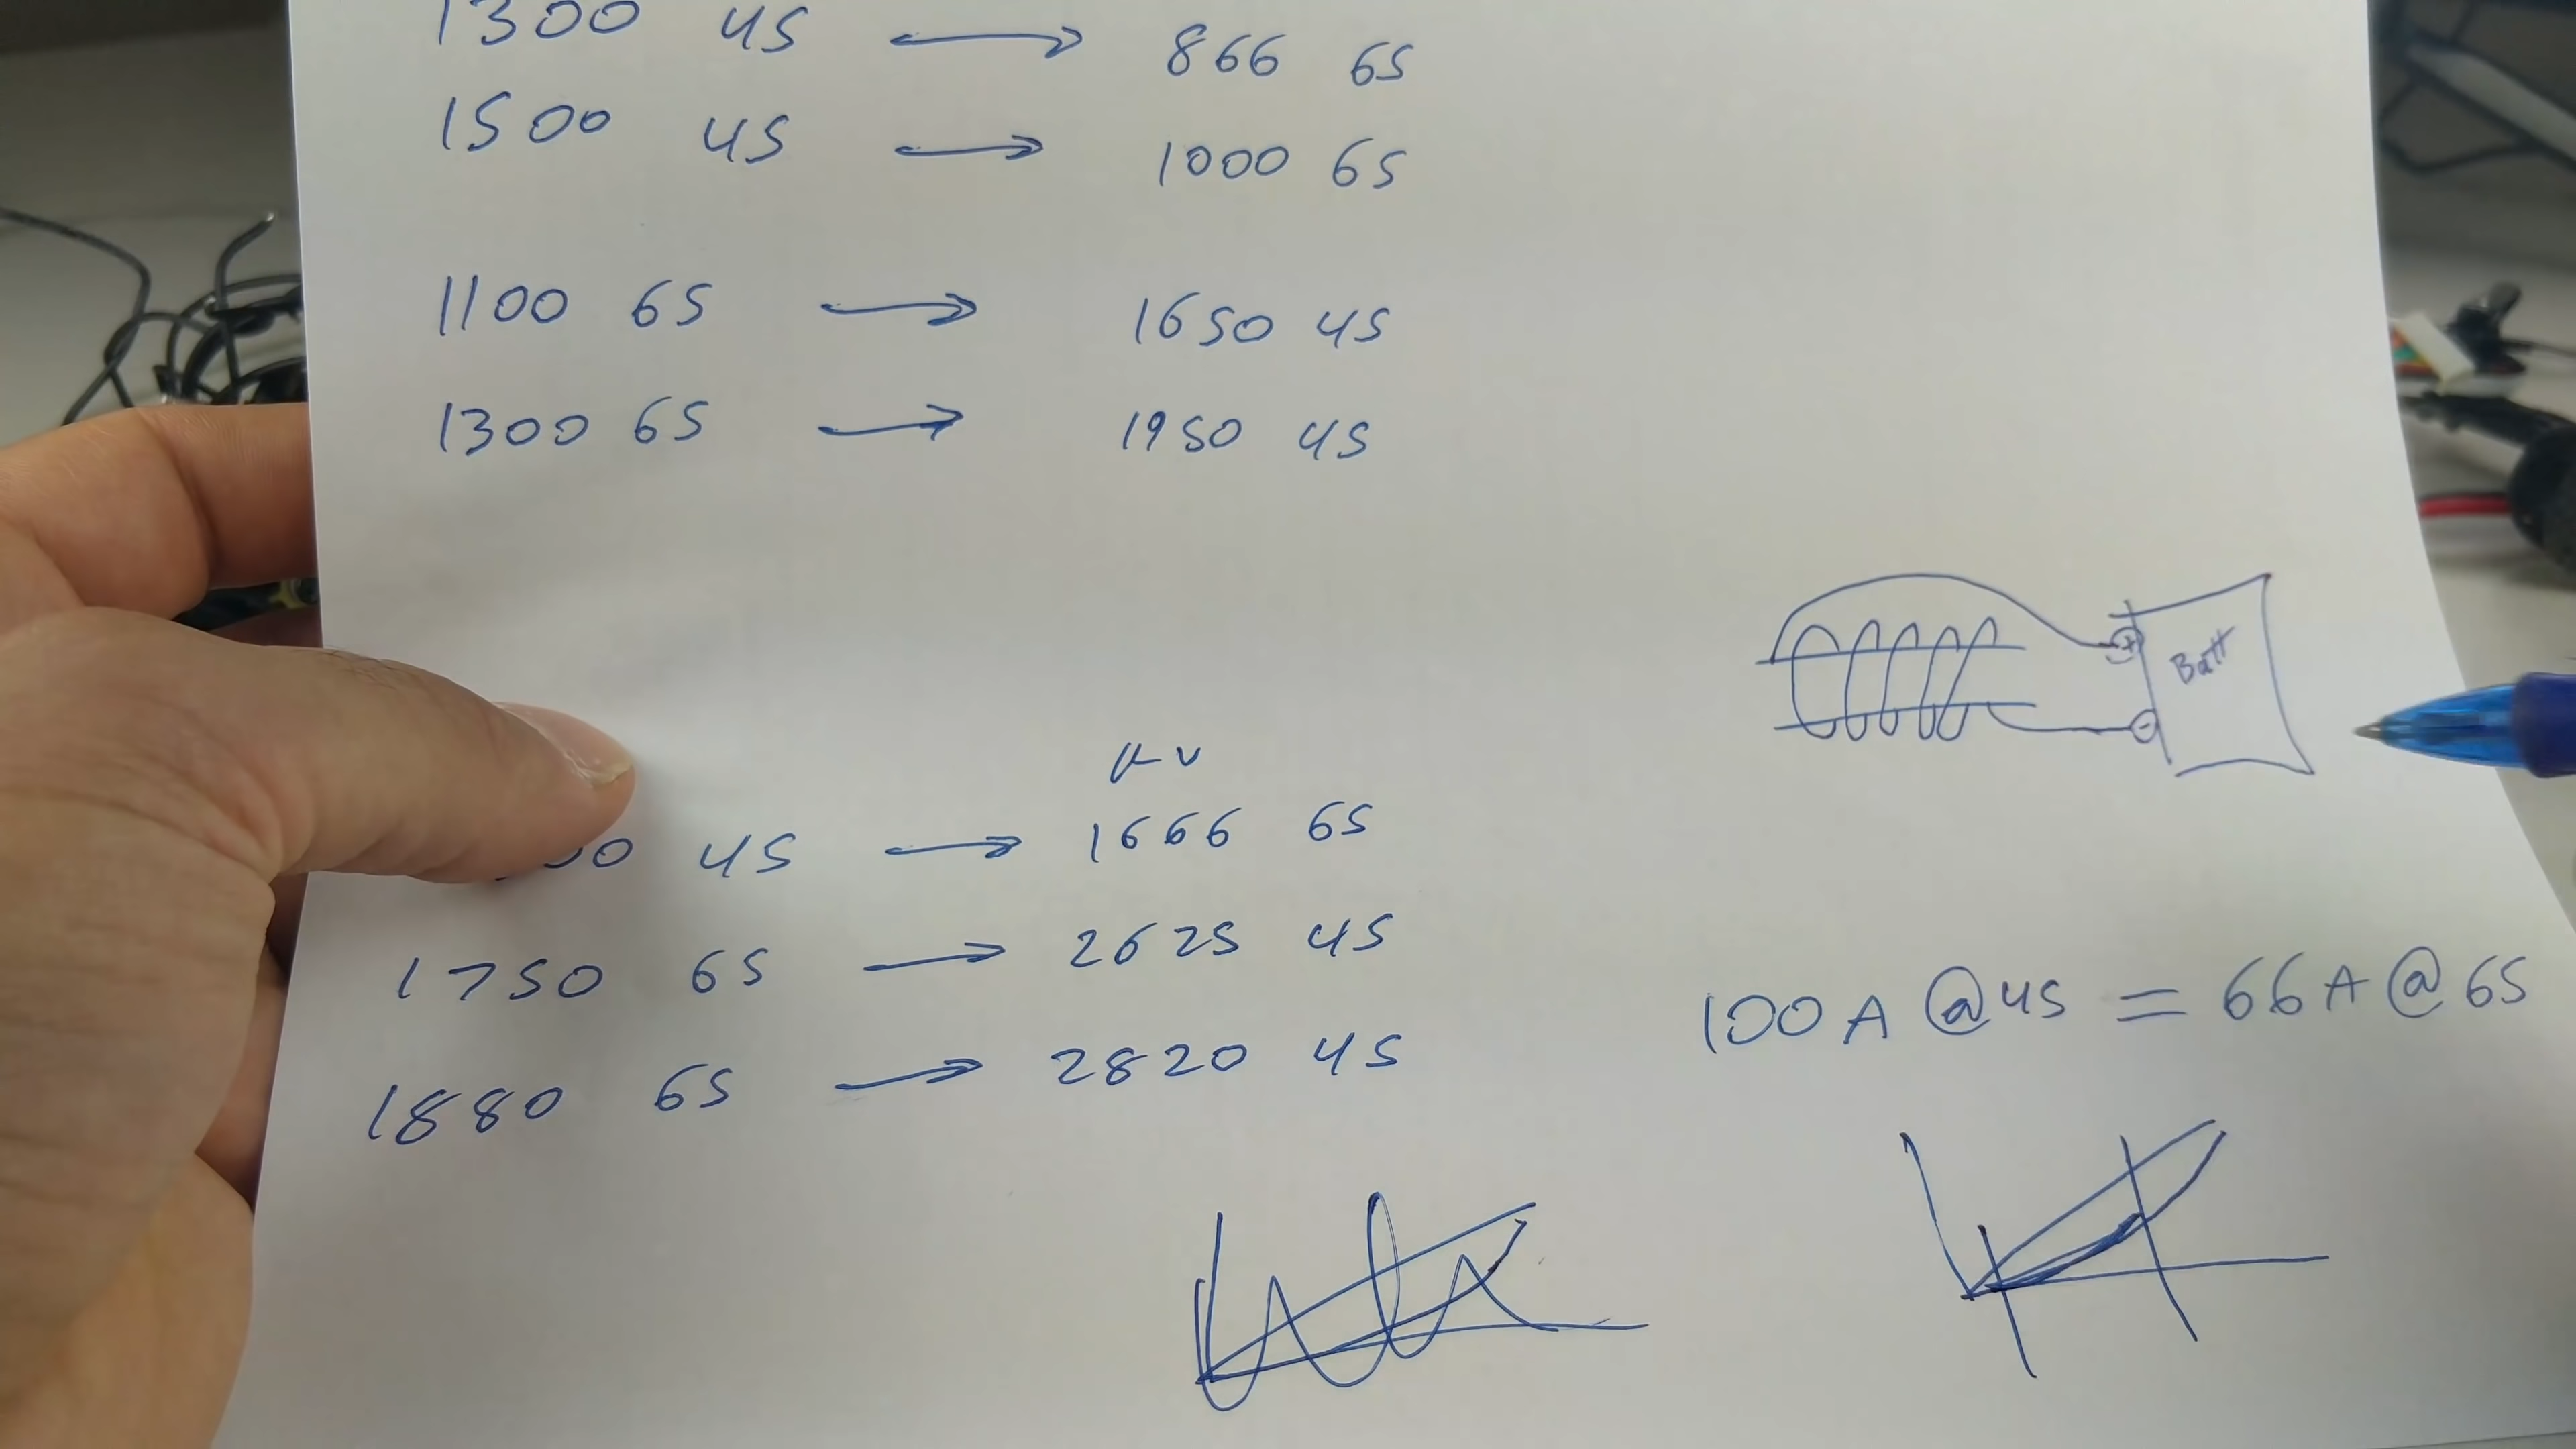 1300 4S ⟶ 866 6S
1500 4S ⟶ 1000 6S
1100 6S ⟶ 1650 4S
1300 6S ⟶ 1950 4S
Batt
+
-
KV
4S ⟶ 1666 6S
1750 6S ⟶ 2625 4S
1880 6S ⟶ 2820 4S
100A @4S = 66A @ 6S